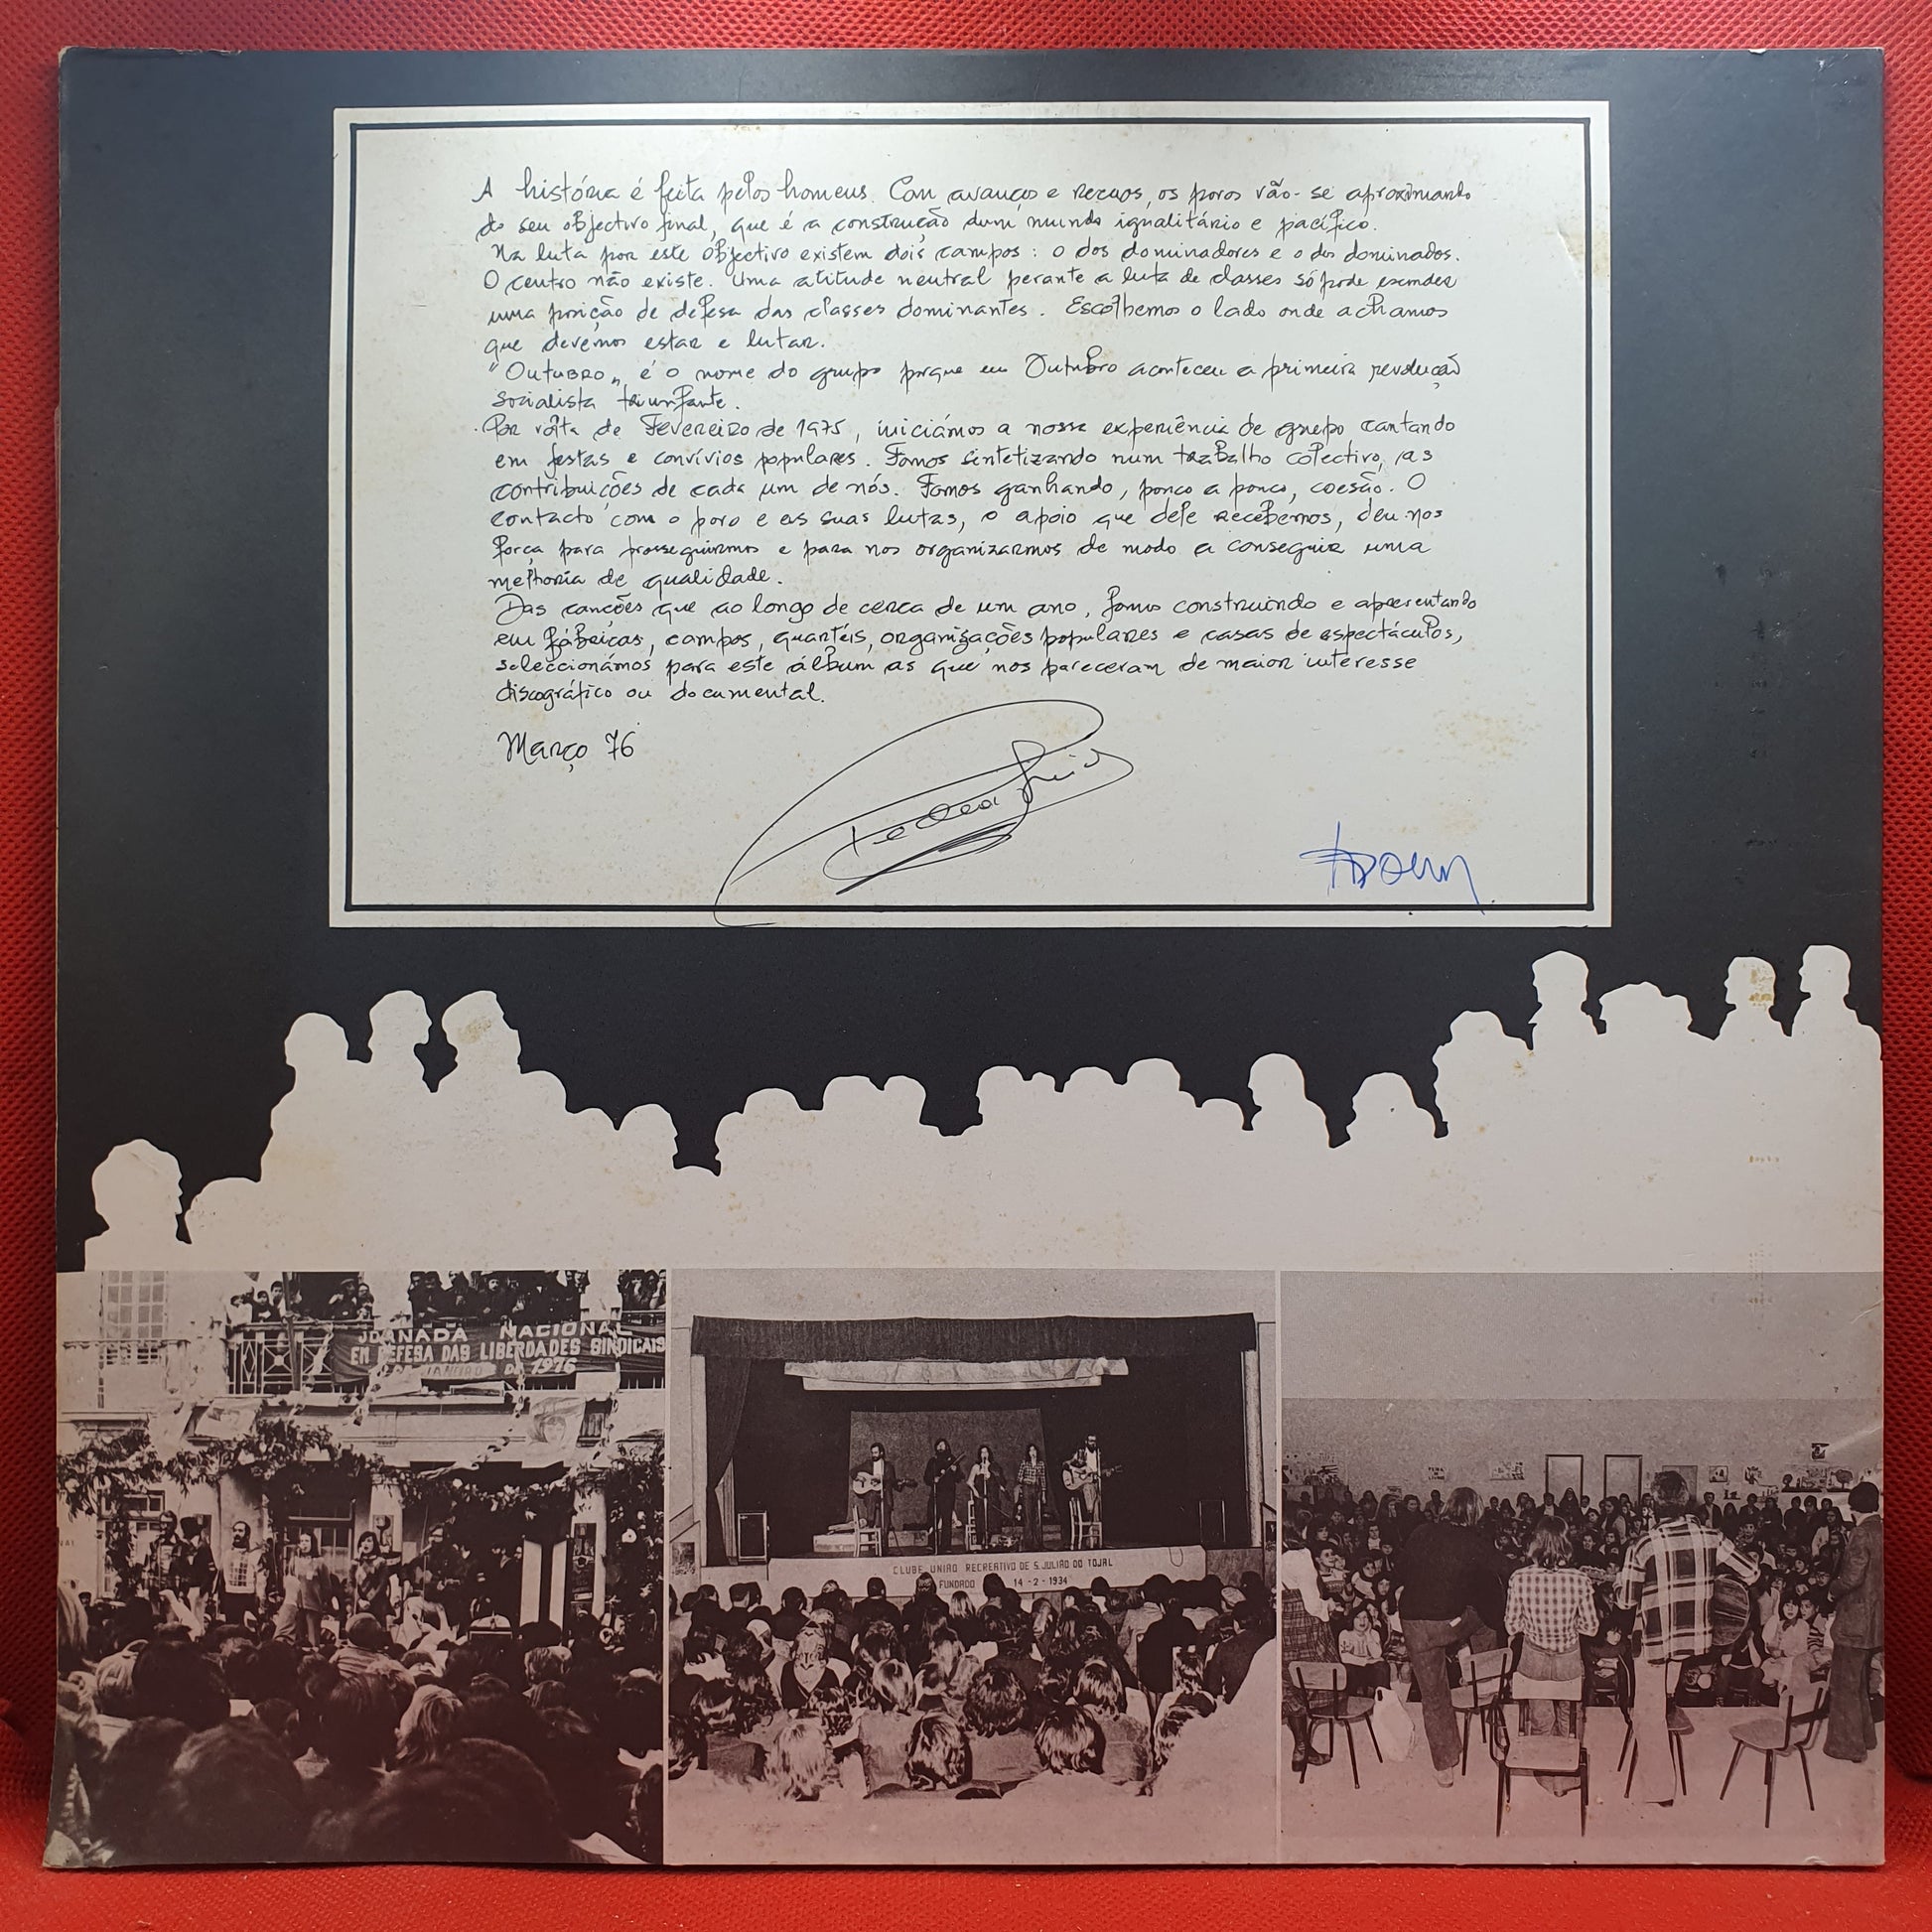 A história é feita pelos homens. Com avanços e recuos, os povos vão-se aproximando
do seu objectivo final, que é a construção dum mundo igualitário e pacífico.
Na luta por este objectivo existem dois campos: o dos dominadores e o dos dominados.
O centro não existe. Uma atitude neutral perante a luta de classes só pode esconder
uma posição de defesa das classes dominantes. Escolhemos o lado onde achamos
que devemos estar e lutar.
"Outubro" é o nome do grupo porque em Outubro aconteceu a primeira revolução
socialista triunfante.
Por volta de Fevereiro de 1975, iniciámos a nossa experiência de grupo cantando
em festas e convívios populares. Fomos sintetizando num trabalho colectivo, as
contribuições de cada um de nós. Fomos ganhando, pouco a pouco, coesão. O
contacto com o povo e as suas lutas, o apoio que dele recebemos, deu-nos
força para prosseguirmos e para nos organizarmos de modo a conseguir uma
melhoria de qualidade.
Das canções que ao longo de cerca de um ano, fomos construindo e apresentando
em fábricas, campos, quartéis, organizações populares e casas de espectáculos,
seleccionámos para este álbum as que nos pareceram de maior interesse
discográfico ou documental.
Março 76
JORNADA NACIONAL
EM DEFESA DAS LIBERDADES SINDICAIS
JANEIRO DE 1976
CLUBE UNIÃO RECREATIVO DE S. JULIÃO DO TOJAL
FUNDADO 14-2-1934